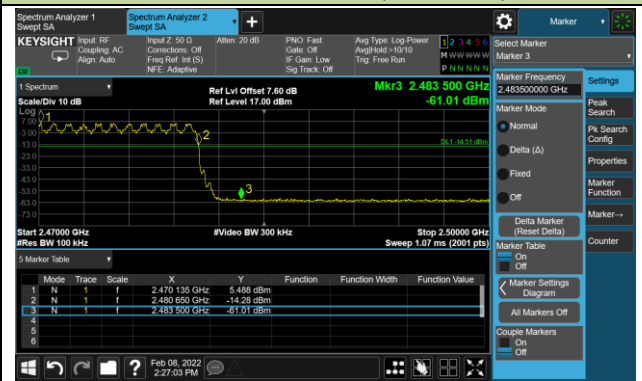 Spectrum Analyzer 1
Swept SA
Spectrum Analyzer 2
Swept SA
+
Marker
KEYSIGHT
Input: RF
Coupling: AC
Align: Auto
Input Z: 50 Ω
Corrections: Off
Freq Ref: Int (S)
NFE: Adaptive
Atten: 20 dB
PNO: Fast
Gate: Off
IF Gain: Low
Sig Track: Off
Avg Type: Log-Power
Avg|Hold:>10/10
Trig: Free Run
1 2 3 4 5 6
M W W W W W
P N N N N N
LXI
Select Marker
Marker 3
1 Spectrum
Scale/Div 10 dB
Log
Ref Lvl Offset 7.60 dB
Ref Level 17.00 dBm
Mkr3 2.483 500 GHz
-61.01 dBm
7.00
-3.00
-13.0
-23.0
-33.0
-43.0
-53.0
-63.0
-73.0
1
2
3
DL1 -14.51 dBm
Start 2.47000 GHz
#Res BW 100 kHz
#Video BW 300 kHz
Stop 2.50000 GHz
Sweep 1.07 ms (2001 pts)
5 Marker Table
Mode Trace Scale X Y Function Function Width Function Value
1 N 1 f 2.470 135 GHz 5.488 dBm
2 N 1 f 2.480 650 GHz -14.28 dBm
3 N 1 f 2.483 500 GHz -61.01 dBm
4
5
6
Marker Frequency
2.483500000 GHz
Marker Mode
Normal
Delta (Δ)
Fixed
Off
Delta Marker
(Reset Delta)
Marker Table
On
Off
Marker Settings
Diagram
All Markers Off
Couple Markers
On
Off
Settings
Peak
Search
Pk Search
Config
Properties
Marker
Function
Marker→
Counter
?
Feb 08, 2022
2:27:03 PM